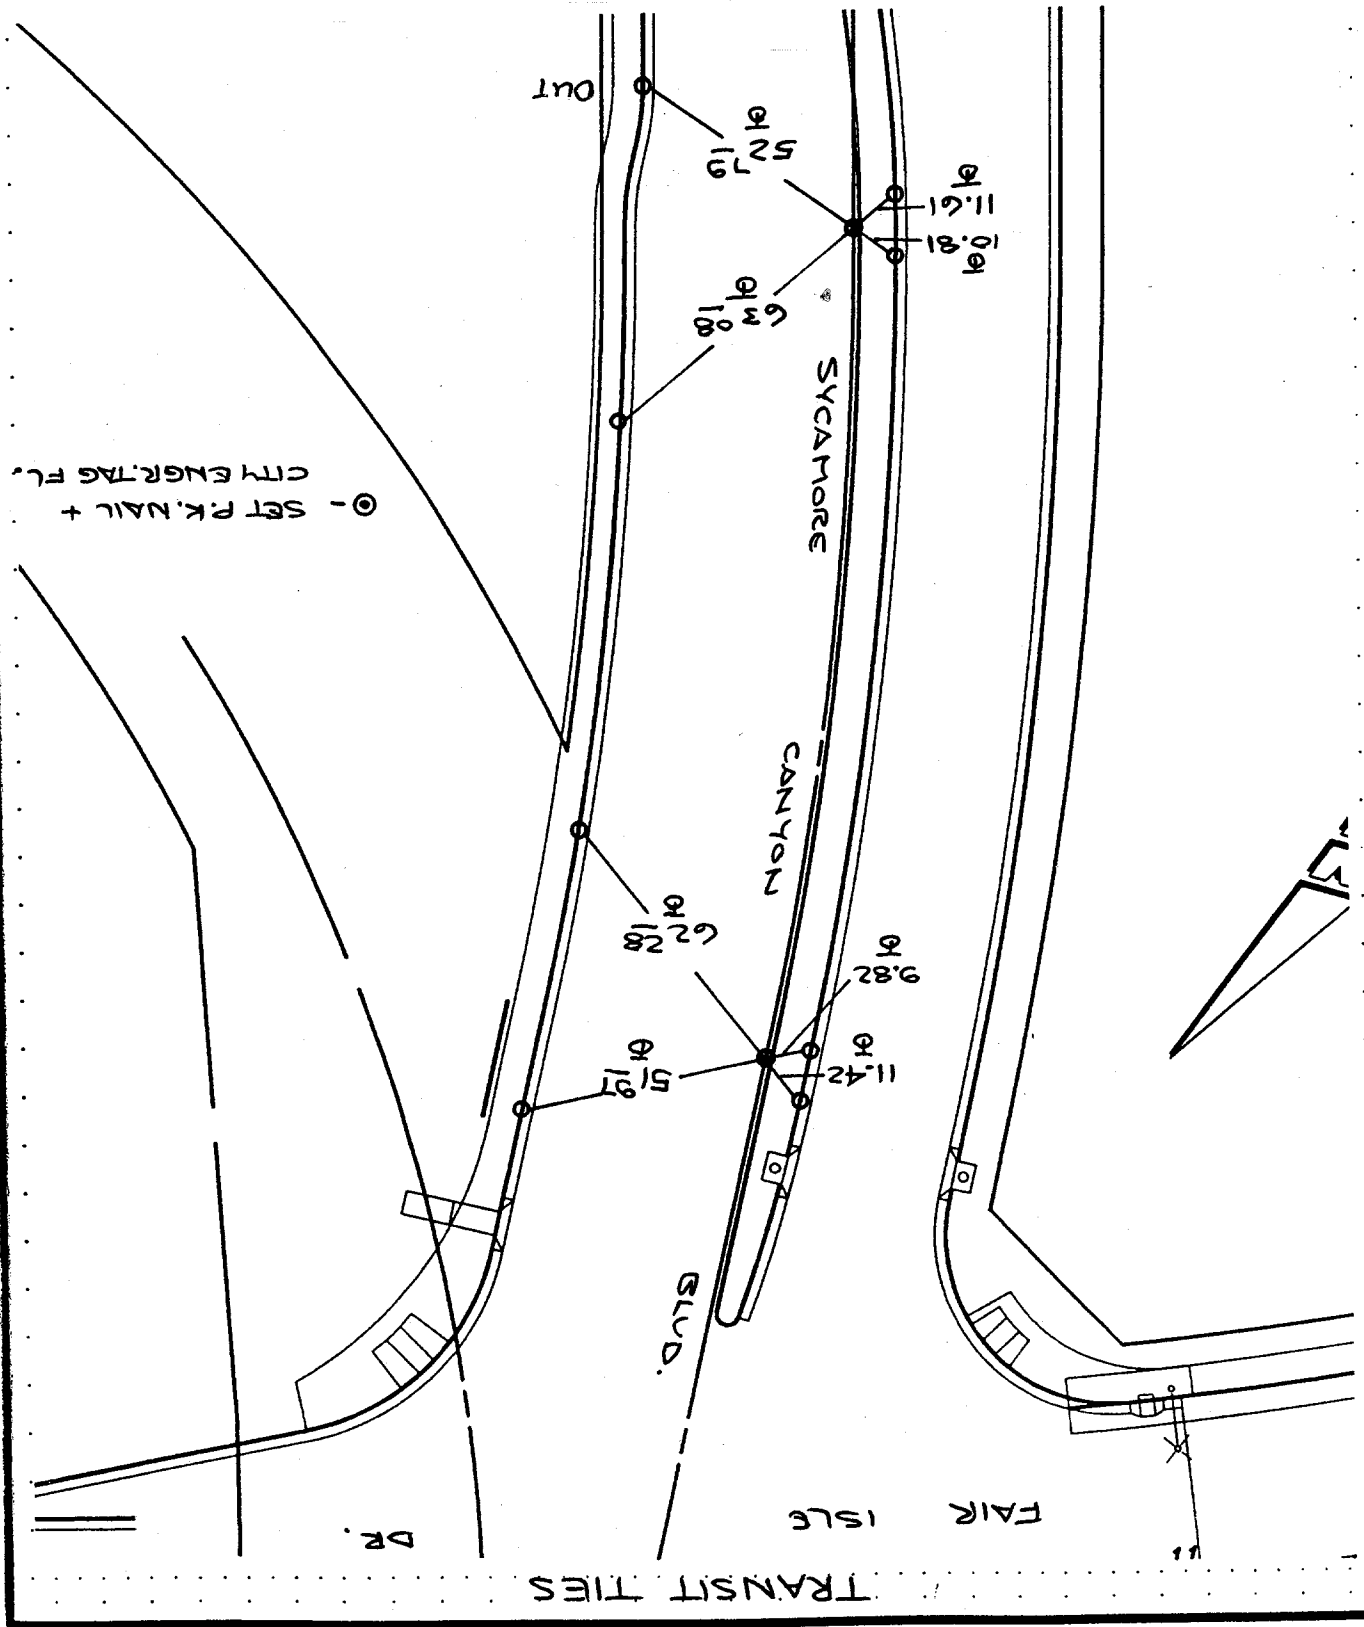 TRANSIT TIES
FAIR ISLE DR.
BLVD.
11.42
51.97
9.82
62.28
CANYON
⊙ - SET P.K. NAIL +
CITY ENGR. TAG FL.
SYCAMORE
63.08
10.81
11.61
52.79
OUT